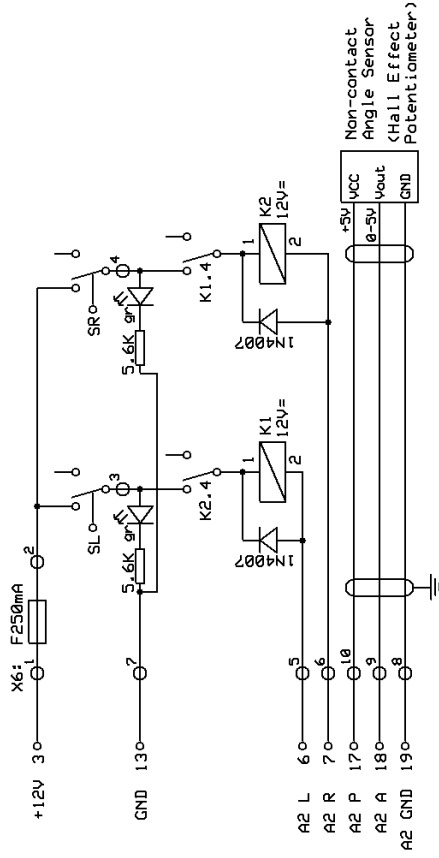 +12V 3
X6:
1
F250mA
2
SL
SR
3
4
GND 13
7
5.6K
gr
5.6K
gr
K2.4
K1.4
1N4007
1
2
K1
12V=
1N4007
1
2
K2
12V=
A2 L 6
5
A2 R 7
6
A2 P 17
10
+5V
VCC
A2 A 18
9
0-5V
Vout
A2 GND 19
8
GND
Non-contact
Angle Sensor
(Hall Effect
Potentiometer)